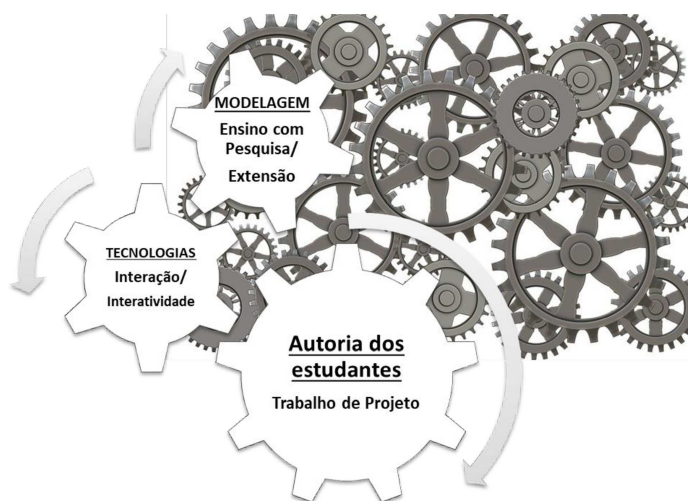 MODELAGEM
Ensino com
Pesquisa/
Extensão
TECNOLOGIAS
Interação/
Interatividade
Autoria dos
estudantes
Trabalho de Projeto